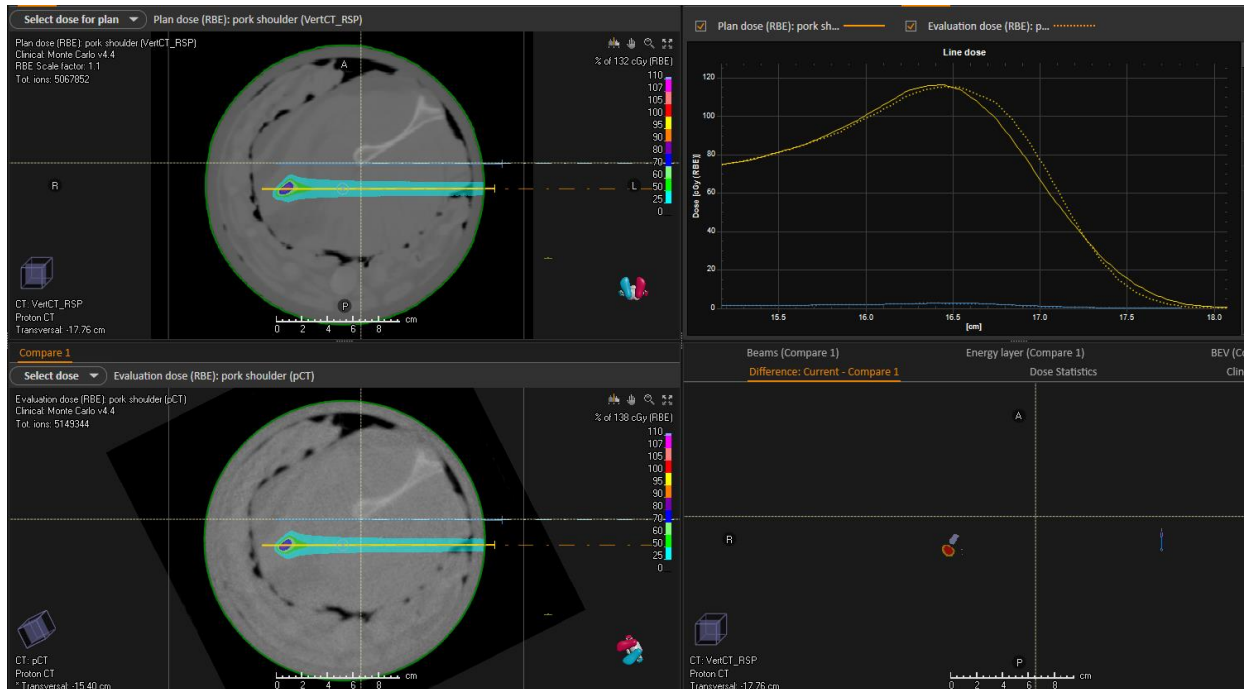 Select dose for plan Plan dose (RBE): pork shoulder (VertCT_RSP)
Plan dose (RBE): pork shoulder (VertCT_RSP)
Clinical: Monte Carlo v4.4
RBE Scale factor: 1.1
Tot. ions: 5067852
% of 132 cGy (RBE)
110
107
105
100
95
90
80
70
60
50
25
0
A
R
L
P
CT: VertCT_RSP
Proton CT
Transversal: -17.76 cm
0 2 4 6 8 cm
Plan dose (RBE): pork sh...
Evaluation dose (RBE): p...
Line dose
Dose [cGy (RBE)]
120
100
80
60
40
20
0
15.5 16.0 16.5 17.0 17.5 18.0
[cm]
Compare 1
Select dose Evaluation dose (RBE): pork shoulder (pCT)
Evaluation dose (RBE): pork shoulder (pCT)
Clinical: Monte Carlo v4.4
Tot. ions: 5149344
% of 138 cGy (RBE)
110
107
105
100
95
90
80
70
60
50
25
0
CT: pCT
Proton CT
* Transversal: -15.40 cm
0 2 4 6 8 cm
Beams (Compare 1) Energy layer (Compare 1) BEV (Co
Difference: Current - Compare 1 Dose Statistics Clin
A
R
P
CT: VertCT_RSP
Proton CT
Transversal: -17.76 cm
0 2 4 6 8 cm